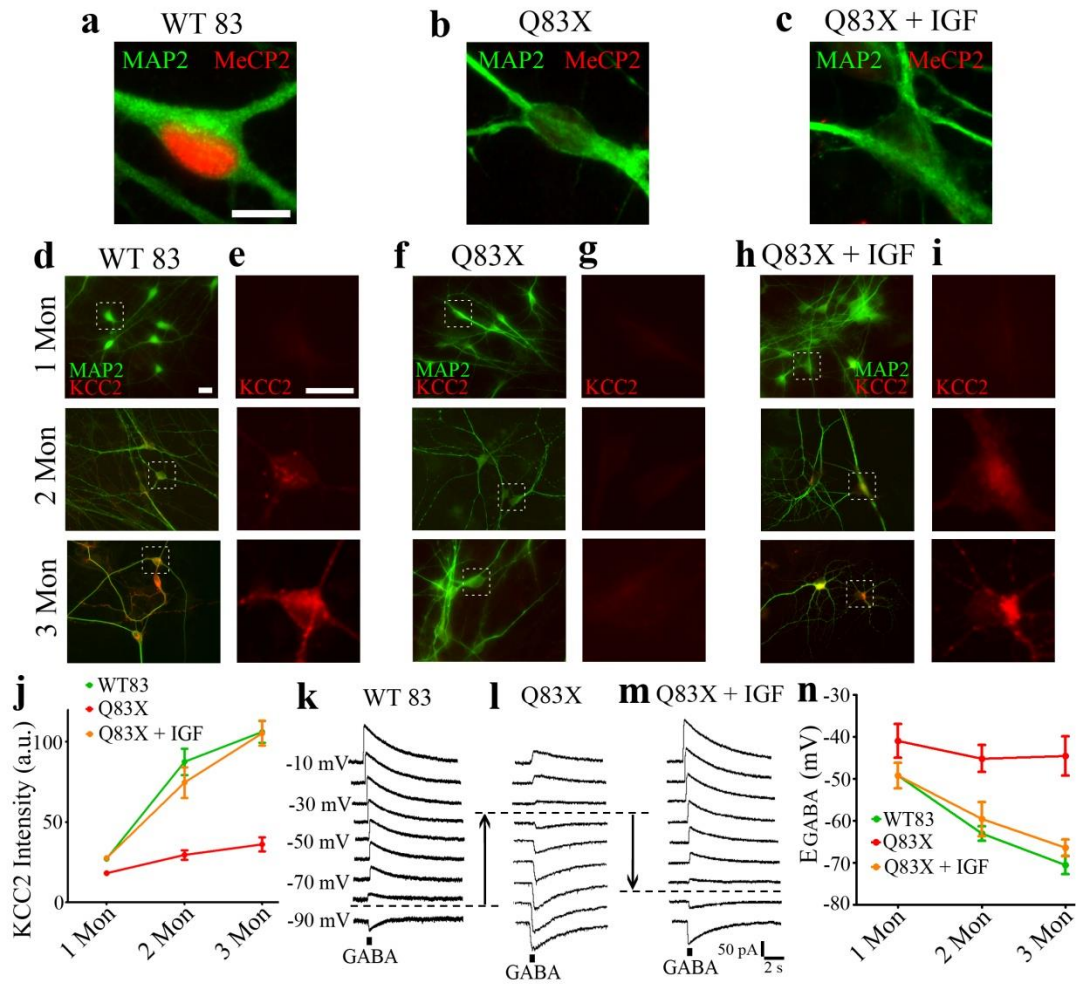 a WT 83
MAP2 MeCP2
b Q83X
MAP2 MeCP2
c Q83X + IGF
MAP2 MeCP2
d WT 83 e
f Q83X g
h Q83X + IGF i
1 Mon
MAP2
KCC2
KCC2
MAP2
KCC2
KCC2
MAP2
KCC2
KCC2
2 Mon
3 Mon
j
WT83
Q83X
Q83X + IGF
KCC2 Intensity (a.u.)
100
50
0
1 Mon
2 Mon
3 Mon
k WT 83
-10 mV
-30 mV
-50 mV
-70 mV
-90 mV
GABA
l Q83X
GABA
m Q83X + IGF
GABA
50 pA
2 s
n
EGABA (mV)
-30
-40
-50
-60
-70
-80
WT83
Q83X
Q83X + IGF
1 Mon
2 Mon
3 Mon